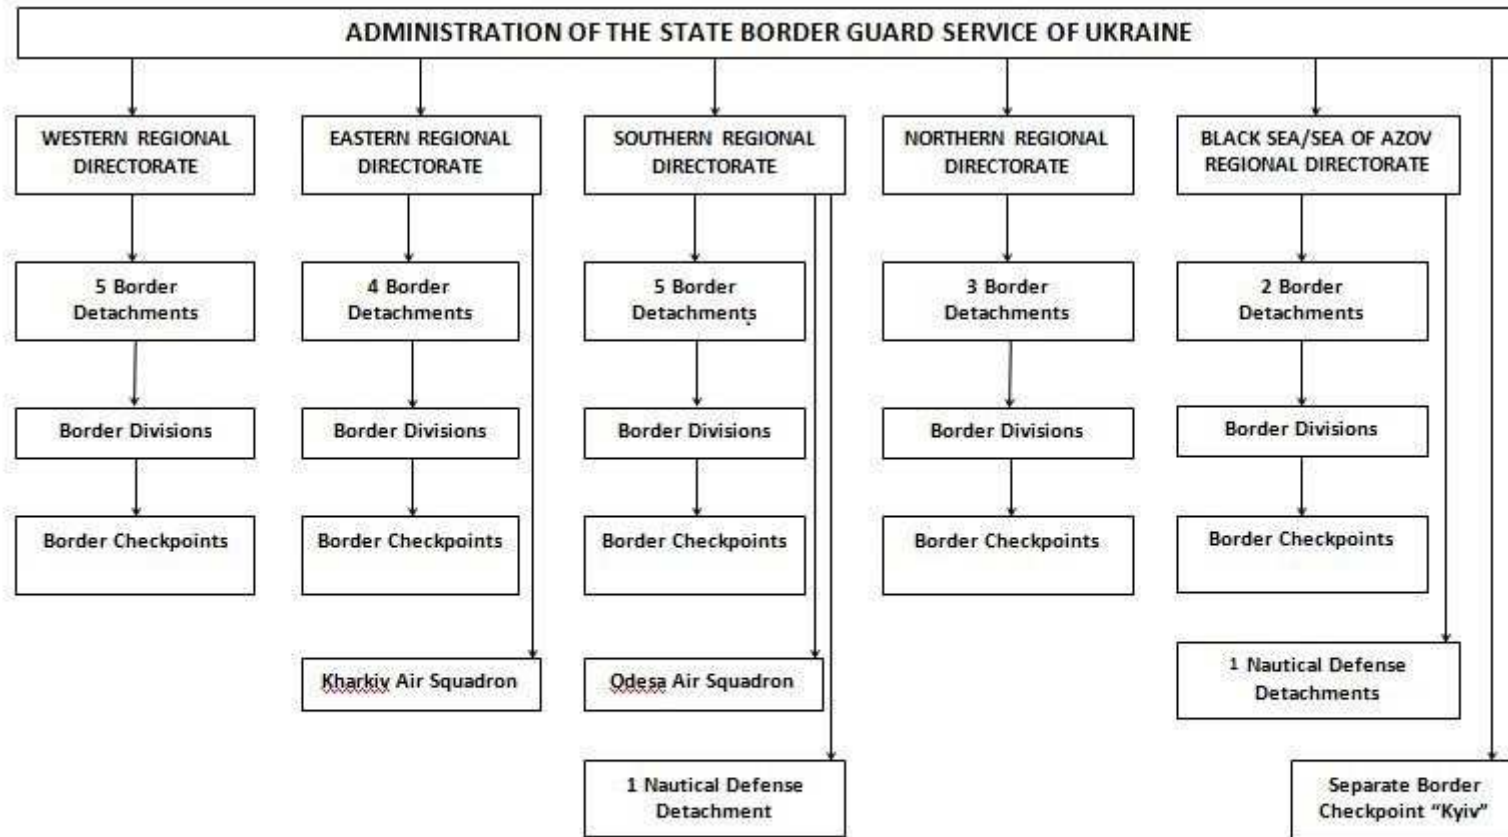 ADMINISTRATION OF THE STATE BORDER GUARD SERVICE OF UKRAINE
WESTERN REGIONAL
DIRECTORATE
EASTERN REGIONAL
DIRECTORATE
SOUTHERN REGIONAL
DIRECTORATE
NORTHERN REGIONAL
DIRECTORATE
BLACK SEA/SEA OF AZOV
REGIONAL DIRECTORATE
5 Border
Detachments
4 Border
Detachments
5 Border
Detachments
3 Border
Detachments
2 Border
Detachments
Border Divisions
Border Divisions
Border Divisions
Border Divisions
Border Divisions
Border Checkpoints
Border Checkpoints
Border Checkpoints
Border Checkpoints
Border Checkpoints
Kharkiv Air Squadron
Odesa Air Squadron
1 Nautical Defense
Detachments
1 Nautical Defense
Detachment
Separate Border
Checkpoint “Kyiv”